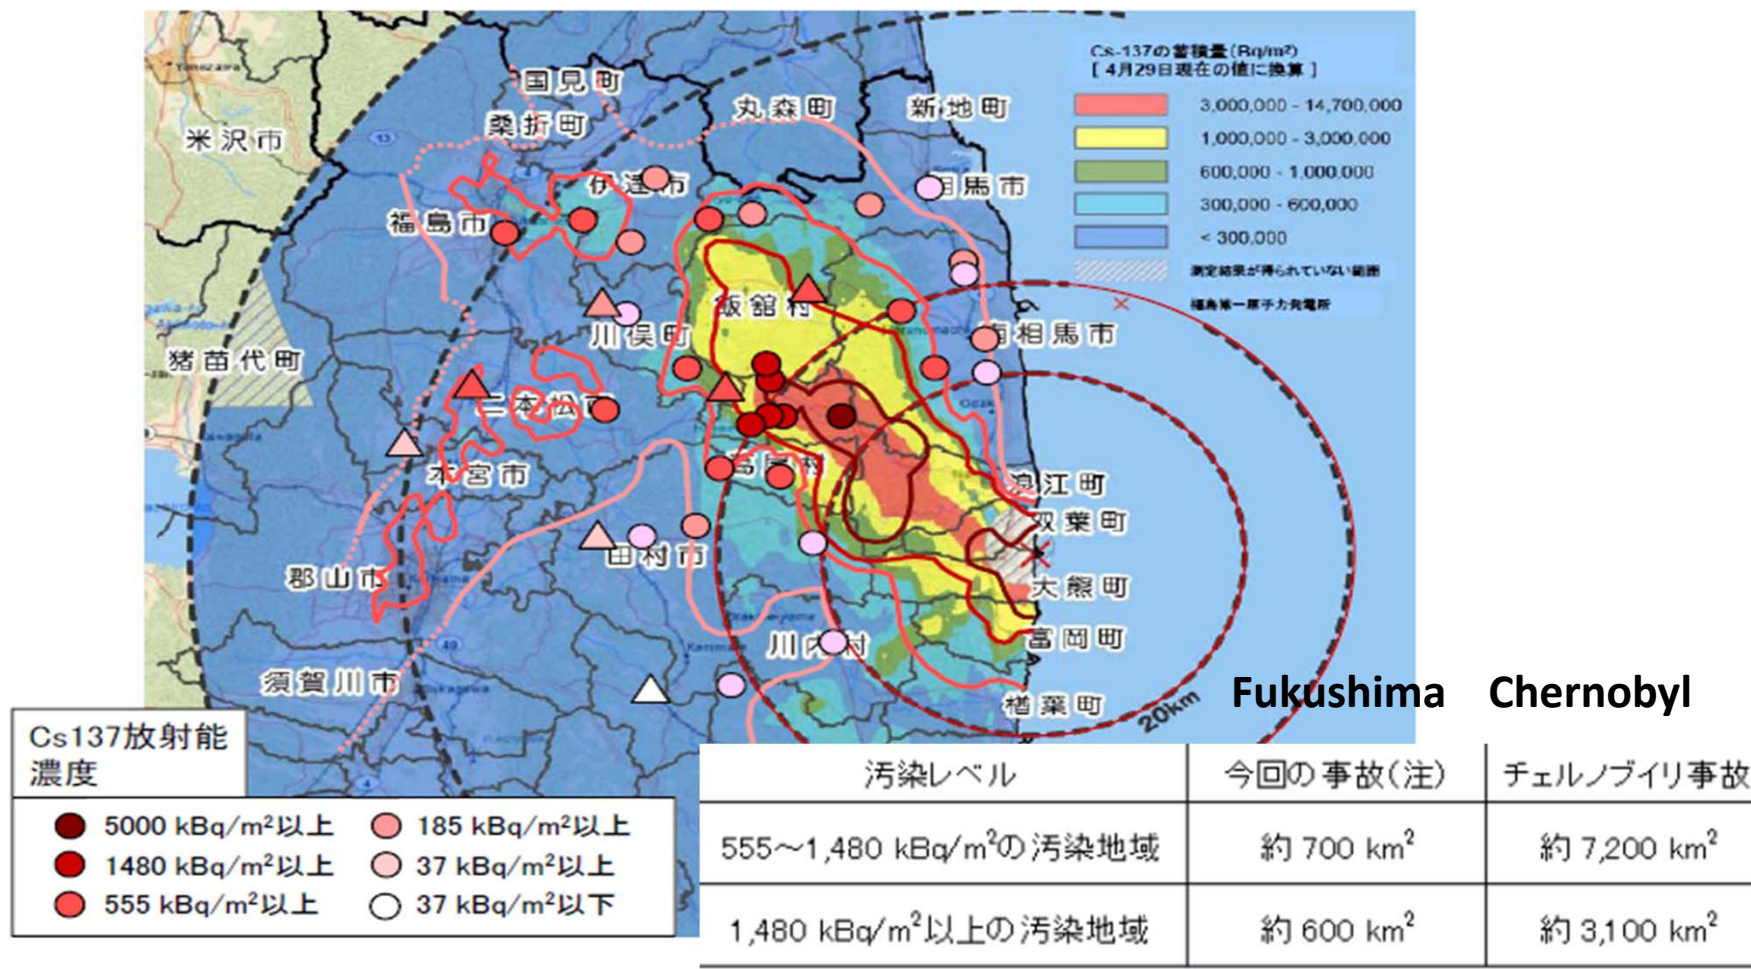 Cs-137の蓄積量(Bq/m²)
[ 4月29日現在の値に換算 ]
3,000,000 - 14,700,000
1,000,000 - 3,000,000
600,000 - 1,000,000
300,000 - 600,000
< 300,000
測定結果が得られていない範囲
福島第一原子力発電所
国見町
桑折町
丸森町
新地町
米沢市
伊達市
相馬市
福島市
飯舘村
川俣町
南相馬市
猪苗代町
二本松市
本宮市
葛尾村
浪江町
双葉町
田村市
郡山市
大熊町
川内村
富岡町
須賀川市
楢葉町
20km
13
49
4
Fukushima Chernobyl
Cs137放射能
濃度
5000 kBq/m²以上
185 kBq/m²以上
1480 kBq/m²以上
37 kBq/m²以上
555 kBq/m²以上
37 kBq/m²以下
汚染レベル 今回の事故(注) チェルノブイリ事故
555～1,480 kBq/m²の汚染地域 約 700 km² 約 7,200 km²
1,480 kBq/m²以上の汚染地域 約 600 km² 約 3,100 km²